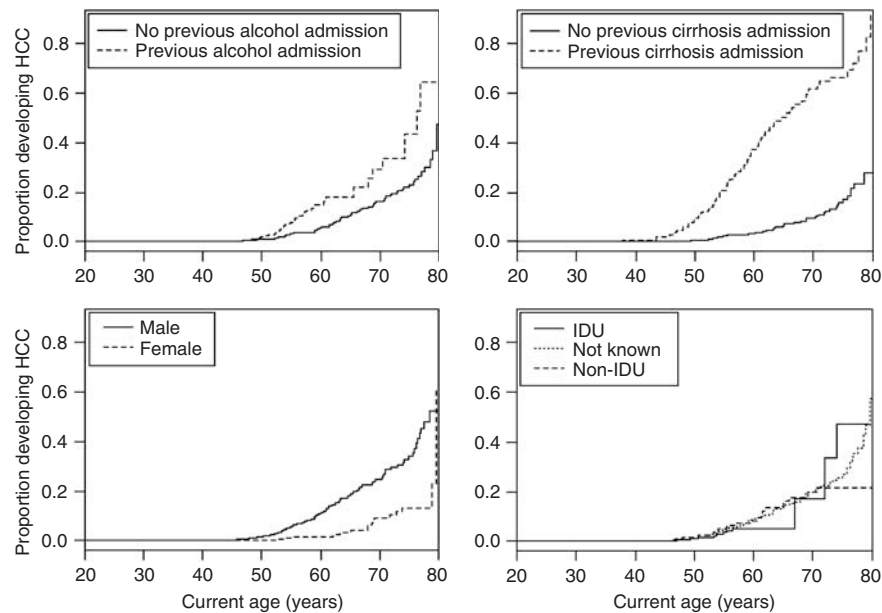 No previous alcohol admission
Previous alcohol admission
Proportion developing HCC
0.8
0.6
0.4
0.2
0.0
20 30 40 50 60 70 80
No previous cirrhosis admission
Previous cirrhosis admission
0.8
0.6
0.4
0.2
0.0
20 30 40 50 60 70 80
Male
Female
Proportion developing HCC
0.8
0.6
0.4
0.2
0.0
20 30 40 50 60 70 80
Current age (years)
IDU
Not known
Non-IDU
0.8
0.6
0.4
0.2
0.0
20 30 40 50 60 70 80
Current age (years)